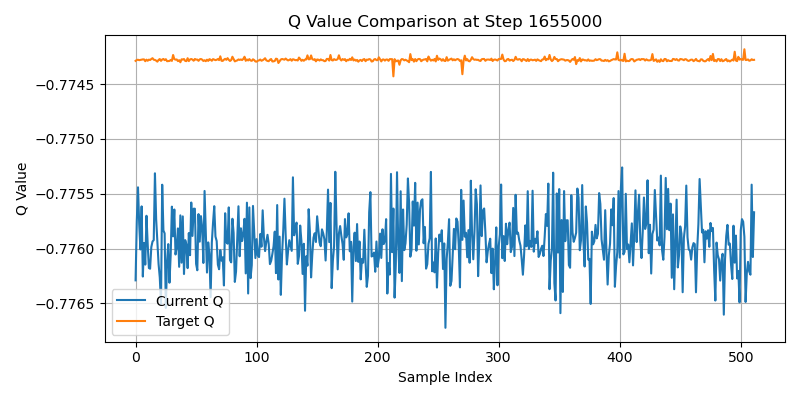 Q Value Comparison at Step 1655000
Q Value
−0.7745
−0.7750
−0.7755
−0.7760
−0.7765
Current Q
Target Q
0
100
200
300
400
500
Sample Index